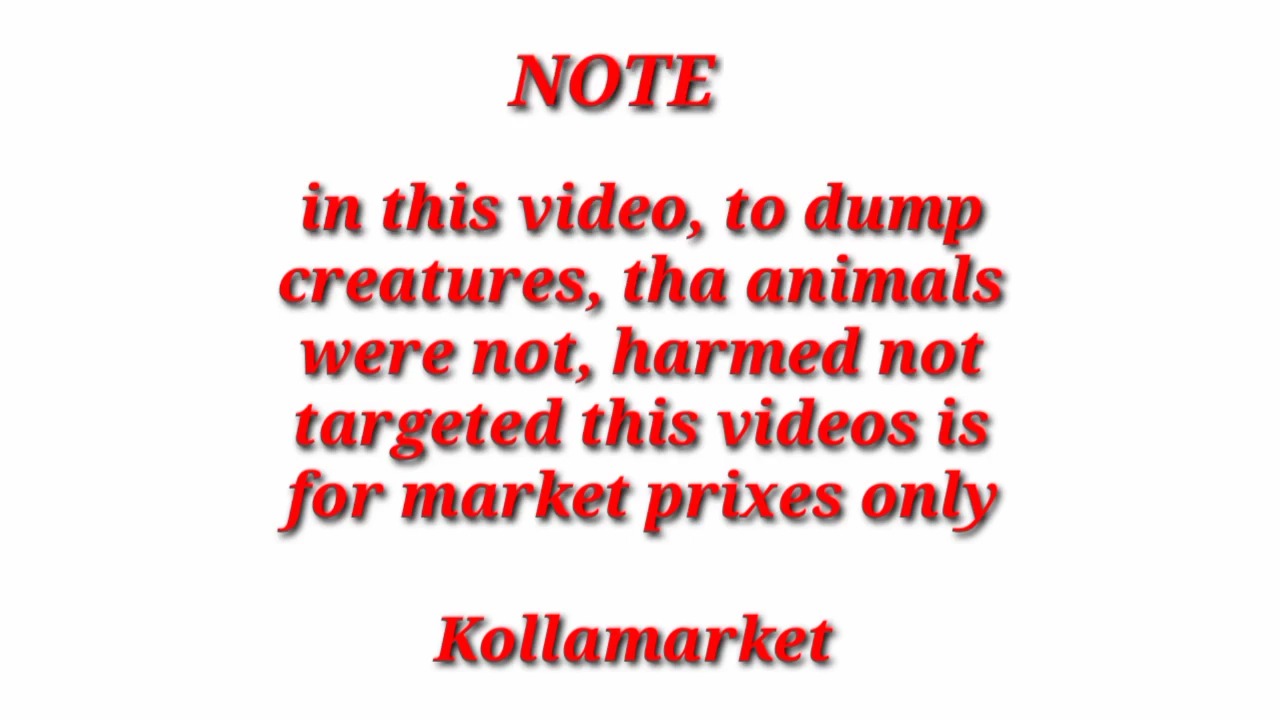 NOTE
in this video, to dump
creatures, tha animals
were not, harmed not
targeted this videos is
for market prixes only
Kollamarket